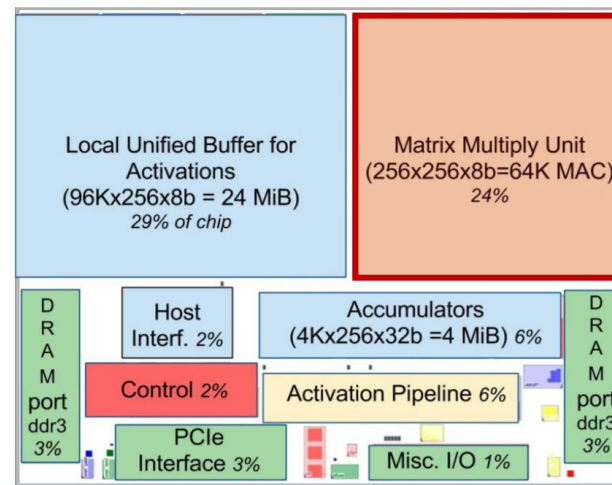 Local Unified Buffer for
Activations
(96Kx256x8b = 24 MiB)
29% of chip
Matrix Multiply Unit
(256x256x8b=64K MAC)
24%
D
R
A
M
port
ddr3
3%
Host
Interf. 2%
Accumulators
(4Kx256x32b =4 MiB) 6%
Control 2%
Activation Pipeline 6%
PCIe
Interface 3%
Misc. I/O 1%
D
R
A
M
port
ddr3
3%